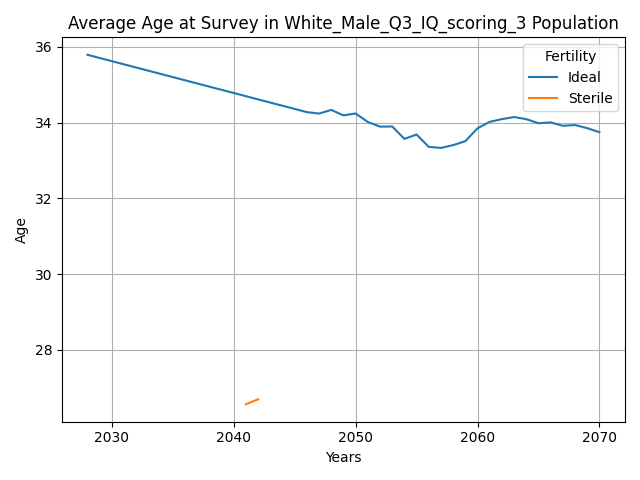 Average Age at Survey in White_Male_Q3_IQ_scoring_3 Population
Fertility
Ideal
Sterile
Age
36
34
32
30
28
2030 2040 2050 2060 2070
Years